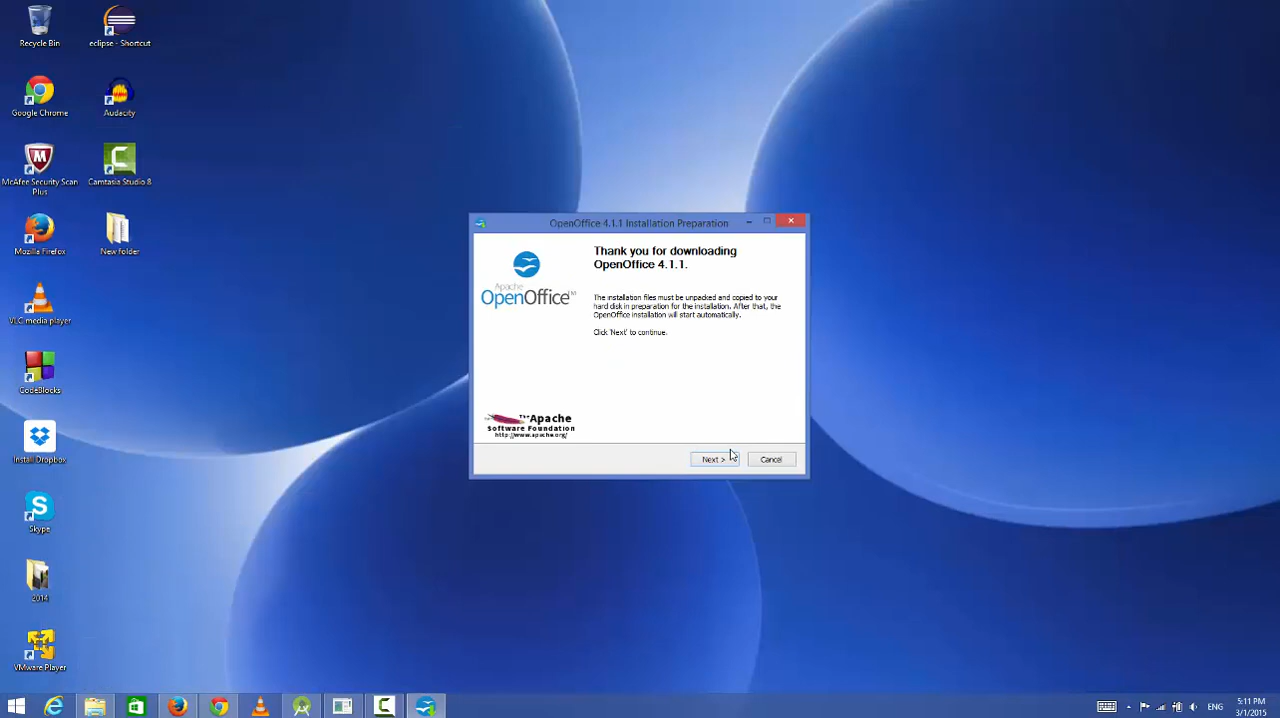 Recycle Bin
eclipse - Shortcut
Google Chrome
Audacity
McAfee Security Scan
Plus
Camtasia Studio 8
Mozilla Firefox
New folder
VLC media player
CodeBlocks
Install Dropbox
Skype
2014
VMware Player
OpenOffice 4.1.1 Installation Preparation
Thank you for downloading
OpenOffice 4.1.1.
Apache
OpenOffice™
The installation files must be unpacked and copied to your
hard disk in preparation for the installation. After that, the
OpenOffice installation will start automatically.
Click 'Next' to continue.
The Apache
Software Foundation
http://www.apache.org/
Next >
Cancel
ENG
5:11 PM
3/1/2015